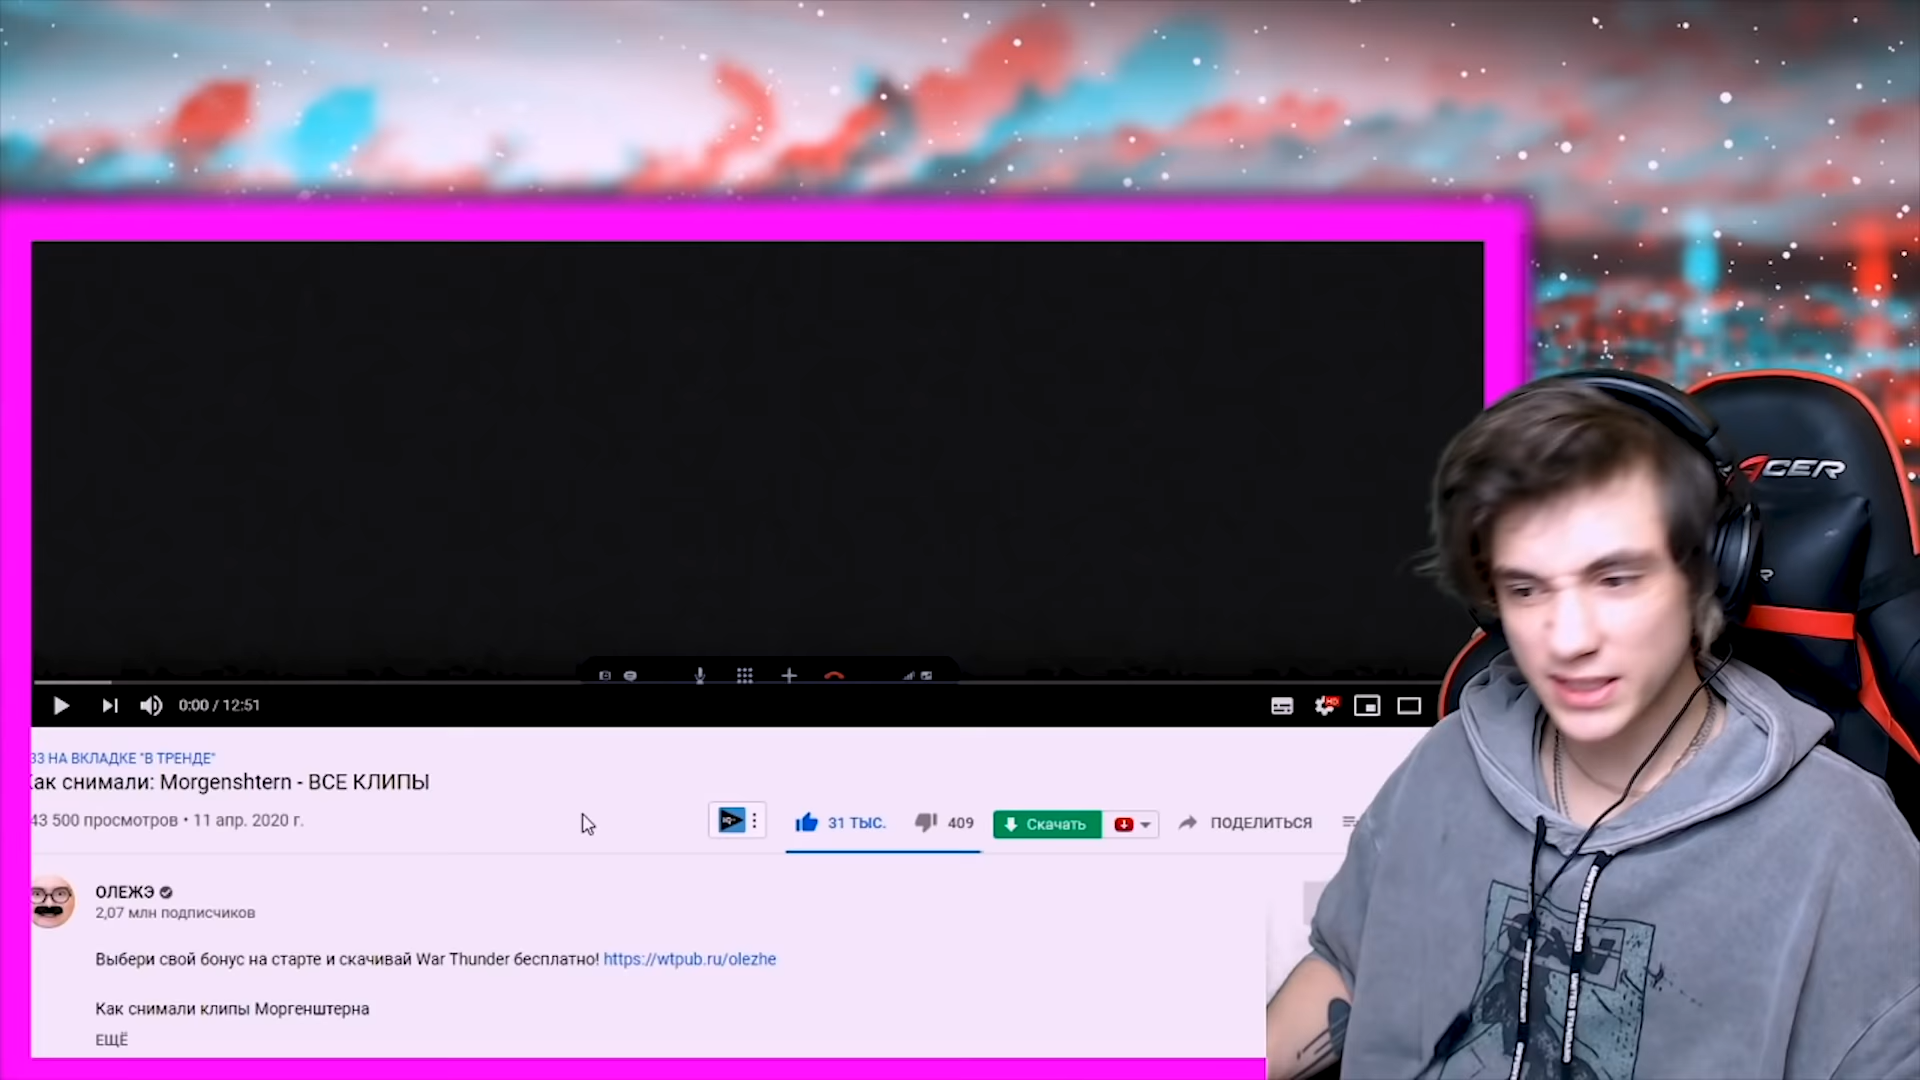 ACER
HD
0:00 / 12:51
33 НА ВКЛАДКЕ "В ТРЕНДЕ"
ак снимали: Morgenshtern - ВСЕ КЛИПЫ
43 500 просмотров • 11 апр. 2020 г.
31 ТЫС.
409
Скачать
ПОДЕЛИТЬСЯ
ОЛЕЖЭ
2,07 млн подписчиков
Выбери свой бонус на старте и скачивай War Thunder бесплатно! https://wtpub.ru/olezhe
Как снимали клипы Моргенштерна
ЕЩЁ